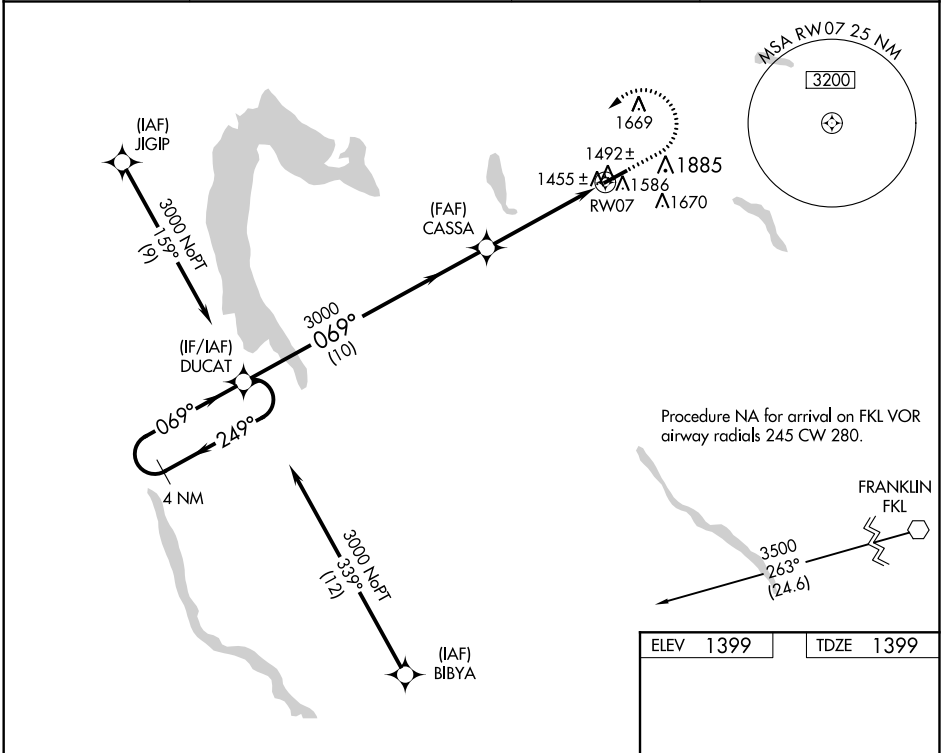 MSA RW07 25 NM
3200
(IAF)
JIGIP
3000 NoPT
159°
(9)
1669
1492 ±
1455 ±
1586
1885
1670
RW07
(FAF)
CASSA
3000
069°
(10)
(IF/IAF)
DUCAT
069°
249°
4 NM
3000 NoPT
339°
(12)
(IAF)
BIBYA
Procedure NA for arrival on FKL VOR
airway radials 245 CW 280.
FRANKLIN
FKL
3500
263°
(24.6)
ELEV 1399
TDZE 1399